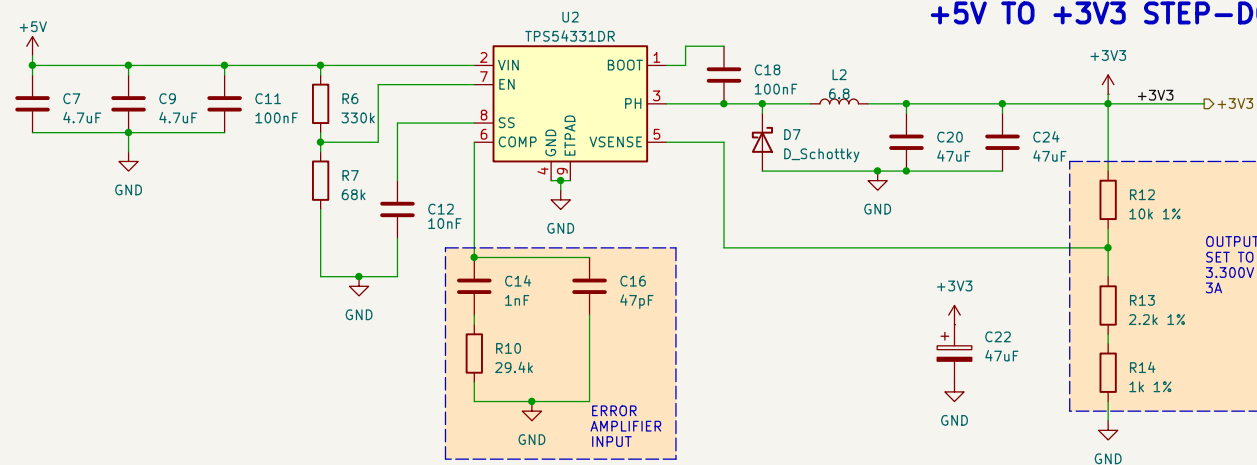 +5V TO +3V3 STEP-D
+5V
C7
4.7uF
C9
4.7uF
C11
100nF
GND
R6
330k
R7
68k
C12
10nF
GND
U2
TPS54331DR
2 VIN
7 EN
8 SS
6 COMP
BOOT 1
PH 3
VSENSE 5
GND
ETPAD
4
9
GND
C14
1nF
C16
47pF
R10
29.4k
GND
ERROR
AMPLIFIER
INPUT
C18
100nF
L2
6.8
D7
D_Schottky
C20
47uF
C24
47uF
GND
+3V3
+3V3
+3V3
R12
10k 1%
R13
2.2k 1%
R14
1k 1%
GND
OUTPUT
SET TO
3.300V
3A
+3V3
+
C22
47uF
GND